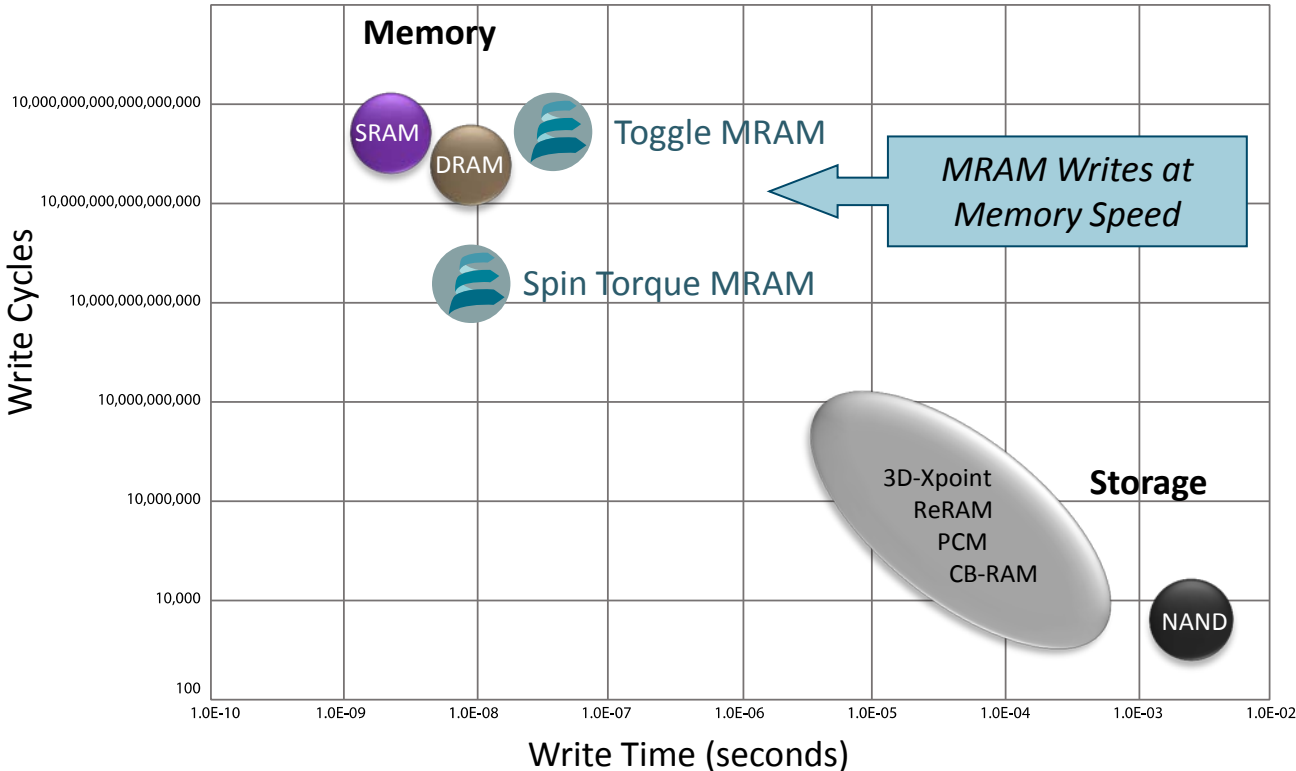 Memory
10,000,000,000,000,000,000
SRAM
Toggle MRAM
DRAM
MRAM Writes at
Memory Speed
10,000,000,000,000,000
Spin Torque MRAM
10,000,000,000,000
Write Cycles
10,000,000,000
3D-Xpoint
Storage
10,000,000
ReRAM
PCM
CB-RAM
10,000
NAND
100
1.0E-10 1.0E-09 1.0E-08 1.0E-07 1.0E-06 1.0E-05 1.0E-04 1.0E-03 1.0E-02
Write Time (seconds)